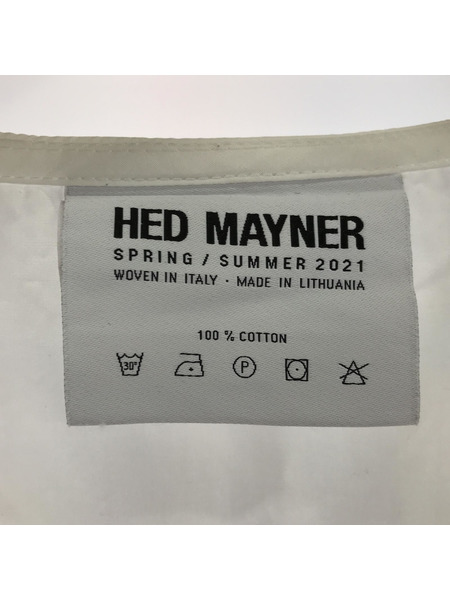 HED MAYNER
SPRING / SUMMER 2021
WOVEN IN ITALY · MADE IN LITHUANIA
100 % COTTON
30° P